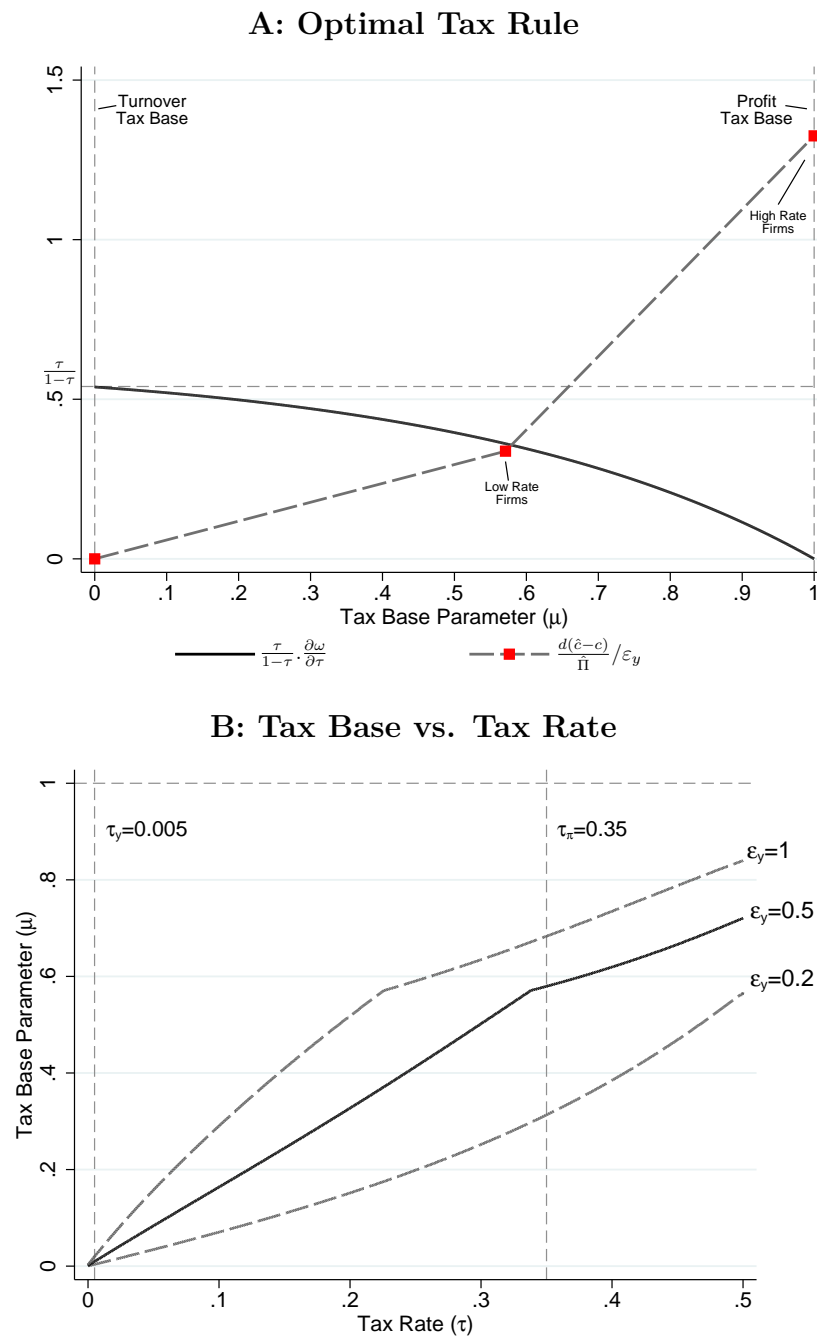 A: Optimal Tax Rule
1.5
1
.5
0
τ/(1−τ)
Turnover
Tax Base
Profit
Tax Base
High Rate
Firms
Low Rate
Firms
0 .1 .2 .3 .4 .5 .6 .7 .8 .9 1
Tax Base Parameter (μ)
τ/(1−τ) . ∂ω/∂τ
d(ĉ−c)/Π̂ /ε_y
B: Tax Base vs. Tax Rate
Tax Base Parameter (μ)
1
.8
.6
.4
.2
0
τ_y=0.005
τ_π=0.35
ε_y=1
ε_y=0.5
ε_y=0.2
0 .1 .2 .3 .4 .5
Tax Rate (τ)